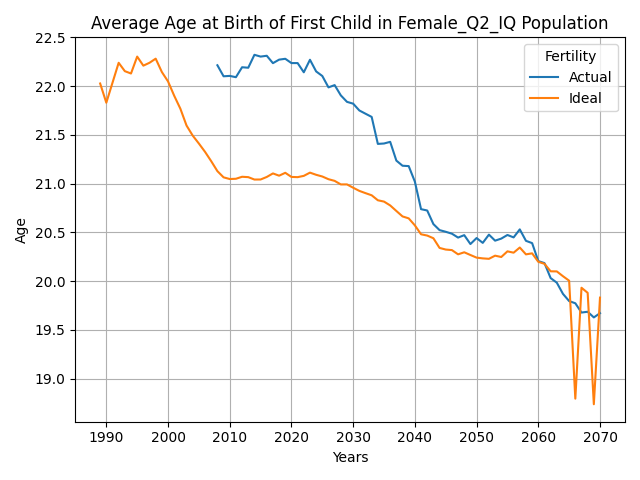 Average Age at Birth of First Child in Female_Q2_IQ Population
Fertility
Actual
Ideal
22.5
22.0
21.5
21.0
20.5
20.0
19.5
19.0
Age
1990 2000 2010 2020 2030 2040 2050 2060 2070
Years